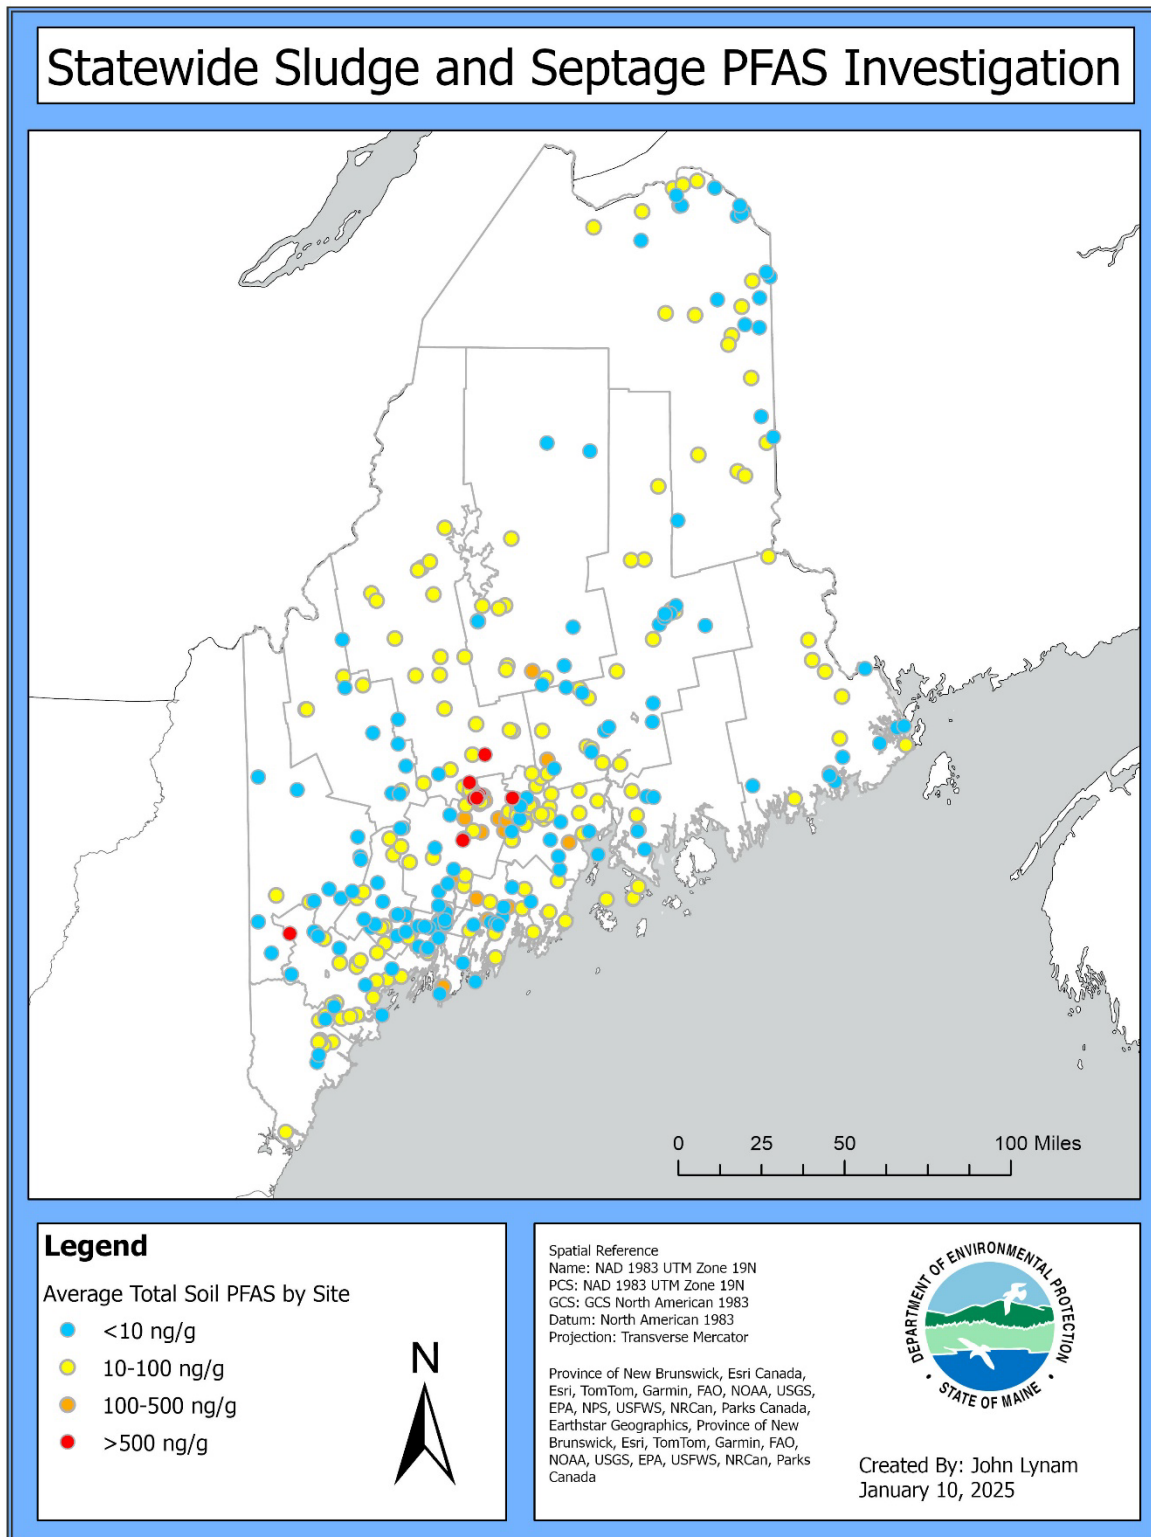 Statewide Sludge and Septage PFAS Investigation
0 25 50 100 Miles
Legend
Average Total Soil PFAS by Site
<10 ng/g
10-100 ng/g
100-500 ng/g
>500 ng/g
N
Spatial Reference
Name: NAD 1983 UTM Zone 19N
PCS: NAD 1983 UTM Zone 19N
GCS: GCS North American 1983
Datum: North American 1983
Projection: Transverse Mercator
Province of New Brunswick, Esri Canada,
Esri, TomTom, Garmin, FAO, NOAA, USGS,
EPA, NPS, USFWS, NRCan, Parks Canada,
Earthstar Geographics, Province of New
Brunswick, Esri, TomTom, Garmin, FAO,
NOAA, USGS, EPA, USFWS, NRCan, Parks
Canada
DEPARTMENT OF ENVIRONMENTAL PROTECTION
• STATE OF MAINE •
Created By: John Lynam
January 10, 2025